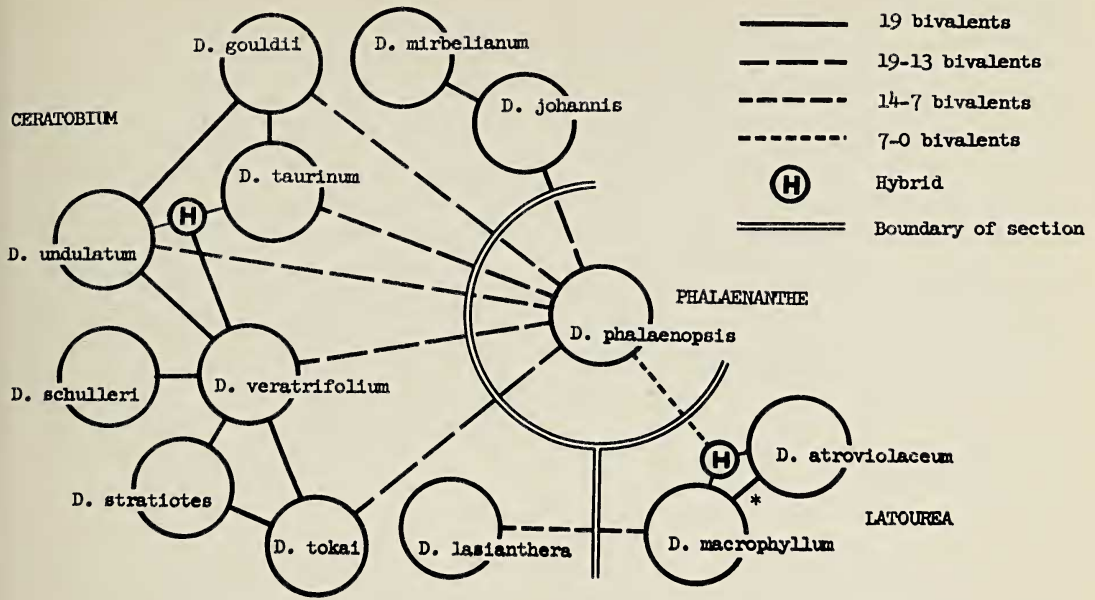 D. gouldii
D. mirbelianum
D. johannis
CERATOBIUM
D. taurinum
H
D. undulatum
D. schulleri
D. veratrifolium
D. stratiotes
D. tokai
D. lasianthera
PHALAENANTHE
D. phalaenopsis
H
D. atroviolaceum
*
LATOUREA
D. macrophyllum
19 bivalents
19-13 bivalents
14-7 bivalents
7-0 bivalents
H Hybrid
Boundary of section